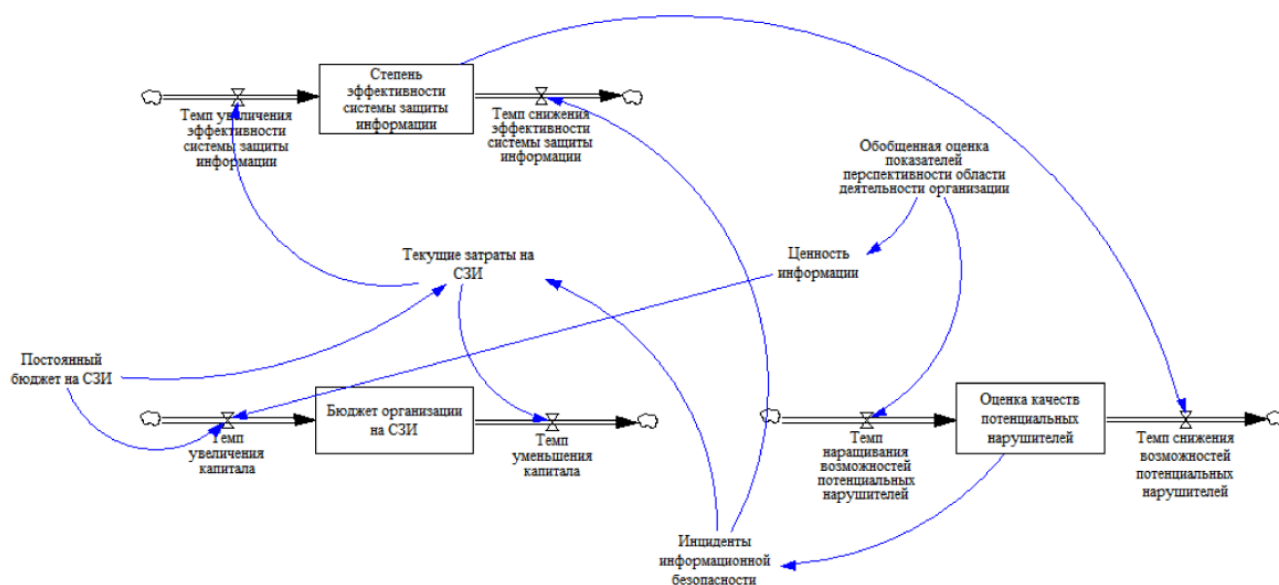 Степень
эффективности
системы защиты
информации
Темп увеличения
эффективности
системы защиты
информации
Темп снижения
эффективности
системы защиты
информации
Обобщенная оценка
показателей
перспективности области
деятельности организации
Текущие затраты на
СЗИ
Ценность
информации
Постоянный
бюджет на СЗИ
Бюджет организации
на СЗИ
Темп
увеличения
капитала
Темп
уменьшения
капитала
Оценка качеств
потенциальных
нарушителей
Темп
наращивания
возможностей
потенциальных
нарушителей
Темп снижения
возможностей
потенциальных
нарушителей
Инциденты
информационной
безопасности